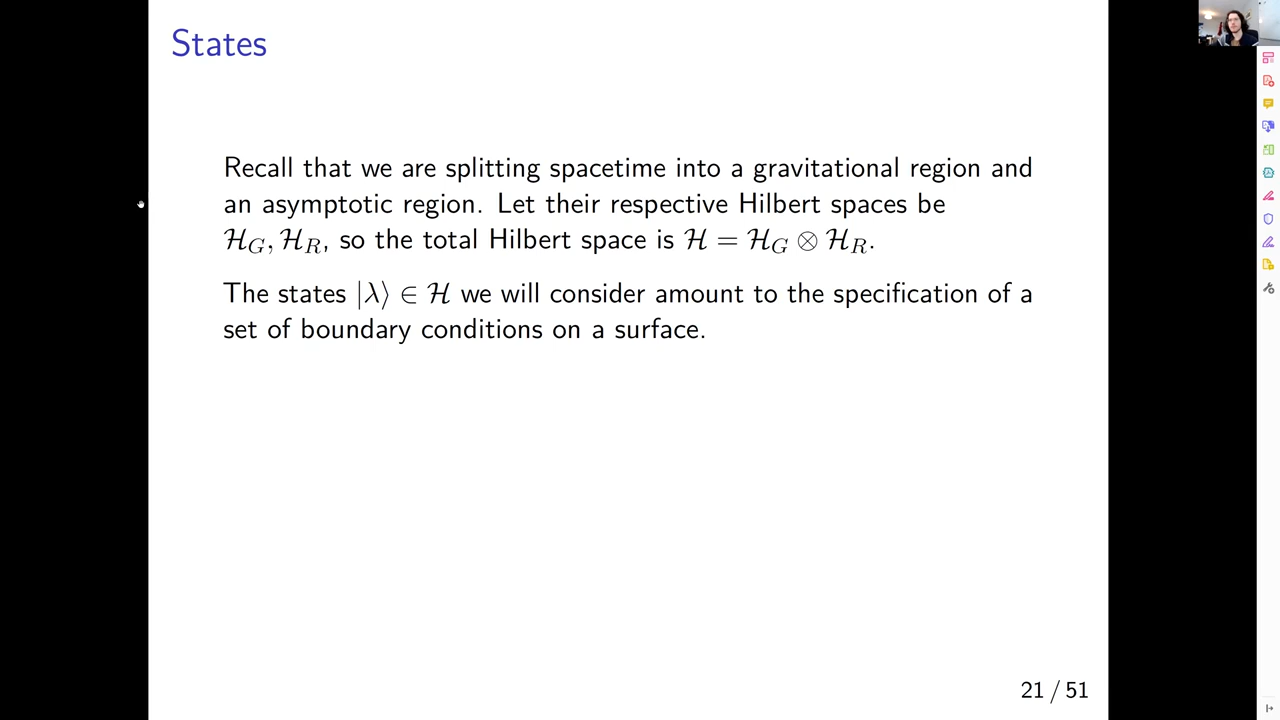 States
Recall that we are splitting spacetime into a gravitational region and
an asymptotic region. Let their respective Hilbert spaces be
ℋ_G, ℋ_R, so the total Hilbert space is ℋ = ℋ_G ⊗ ℋ_R.
The states |λ⟩ ∈ ℋ we will consider amount to the specification of a
set of boundary conditions on a surface.
21 / 51